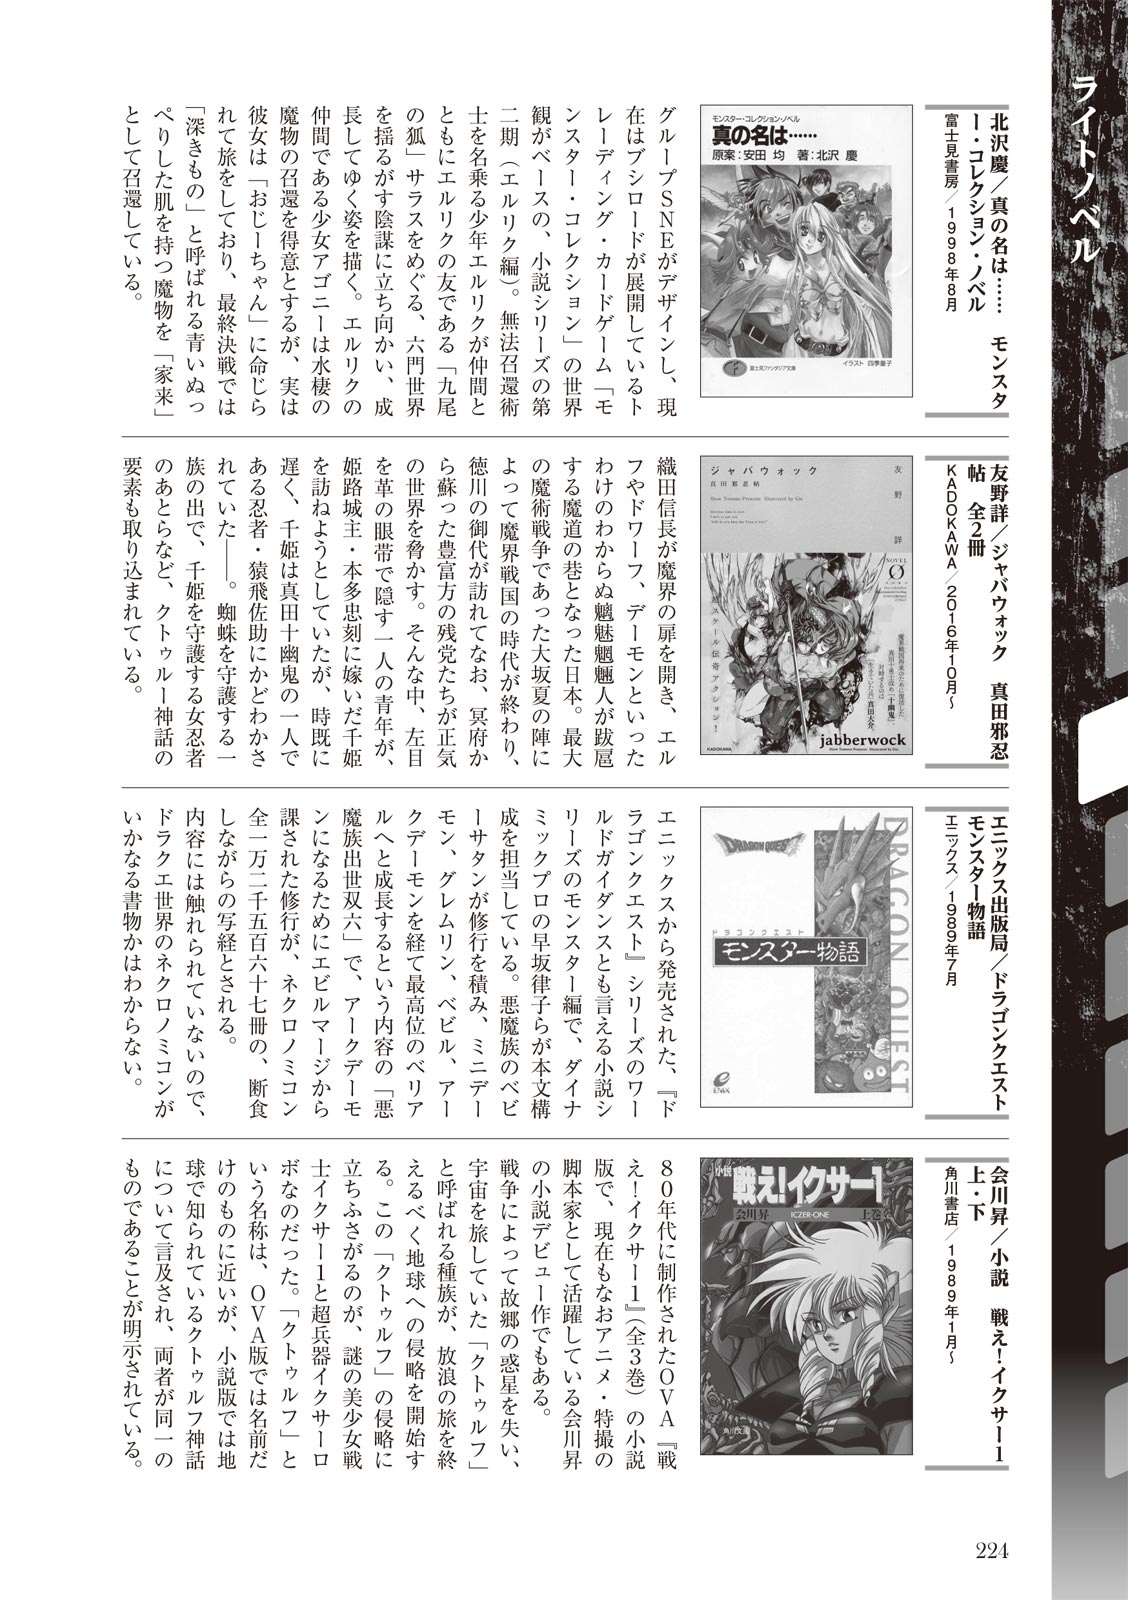 ライトノベル
北沢慶／真の名は…… モンスタ
ー・コレクション・ノベル
富士見書房／1998年8月
モンスター・コレクション・ノベル
真の名は……
原案：安田 均 著：北沢 慶
富士見ファンタジア文庫
イラスト 四季童子
グループＳＮＥがデザインし、現
在はブシロードが展開しているト
レーディング・カードゲーム「モ
ンスター・コレクション」の世界
観がベースの、小説シリーズの第
二期（エルリク編）。無法召還術
士を名乗る少年エルリクが仲間と
ともにエルリクの友である「九尾
の狐」サラスをめぐる、六門世界
を揺るがす陰謀に立ち向かい、成
長してゆく姿を描く。エルリクの
仲間である少女アゴニーは水棲の
魔物の召還を得意とするが、実は
彼女は「おじーちゃん」に命じら
れて旅をしており、最終決戦では
「深きもの」と呼ばれる青いぬっ
ぺりした肌を持つ魔物を「家来」
として召還している。
友野詳／ジャバウォック 真田邪忍
帖 全2冊
KADOKAWA／2016年10月〜
ジャバウォック
真田邪忍帖
友野詳
Show Tomono Presents Illustrated by Gin
NOVEL
スケール伝奇アクション！
jabberwock
Show Tomono Presents Illustrated by Gin
KADOKAWA
織田信長が魔界の扉を開き、エル
フやドワーフ、デーモンといった
わけのわからぬ魑魅魍魎人が跋扈
する魔道の巷となった日本。最大
の魔術戦争であった大坂夏の陣に
よって魔界戦国の時代が終わり、
徳川の御代が訪れてなお、冥府か
ら蘇った豊富方の残党たちが正気
の世界を脅かす。そんな中、左目
を革の眼帯で隠す一人の青年が、
姫路城主・本多忠刻に嫁いだ千姫
を訪ねようとしていたが、時既に
遅く、千姫は真田十幽鬼の一人で
ある忍者・猿飛佐助にかどわかさ
れていた――。蜘蛛を守護する一
族の出で、千姫を守護する女忍者
のあとらなど、クトゥルー神話の
要素も取り込まれている。
エニックス出版局／ドラゴンクエスト
モンスター物語
エニックス／1989年7月
DRAGON QUEST
DRAGON QUEST
ドラゴンクエスト
モンスター物語
ENIX
エニックスから発売された、『ド
ラゴンクエスト』シリーズのワー
ルドガイダンスとも言える小説シ
リーズのモンスター編で、ダイナ
ミックプロの早坂律子らが本文構
成を担当している。悪魔族のベビ
ーサタンが修行を積み、ミニデー
モン、グレムリン、ベビル、アー
クデーモンを経て最高位のベリア
ルへと成長するという内容の「悪
魔族出世双六」で、アークデーモ
ンになるためにエビルマージから
課された修行が、ネクロノミコン
全一万二千五百六十七冊の、断食
しながらの写経とされる。
内容には触れられていないので、
ドラクエ世界のネクロノミコンが
いかなる書物かはわからない。
会川昇／小説 戦え！イクサー1
上・下
角川書店／1989年1月〜
小説
戦え！イクサー1
会川昇 ICZER-ONE 上巻
角川文庫
８０年代に制作されたＯＶＡ『戦
え！イクサー１』（全３巻）の小説
版で、現在もなおアニメ・特撮の
脚本家として活躍している会川昇
の小説デビュー作でもある。
戦争によって故郷の惑星を失い、
宇宙を旅していた「クトゥルフ」
と呼ばれる種族が、放浪の旅を終
えるべく地球への侵略を開始す
る。この「クトゥルフ」の侵略に
立ちふさがるのが、謎の美少女戦
士イクサー１と超兵器イクサーロ
ボなのだった。「クトゥルフ」と
いう名称は、ＯＶＡ版では名前だ
けのものに近いが、小説版では地
球で知られているクトゥルフ神話
について言及され、両者が同一の
ものであることが明示されている。
224